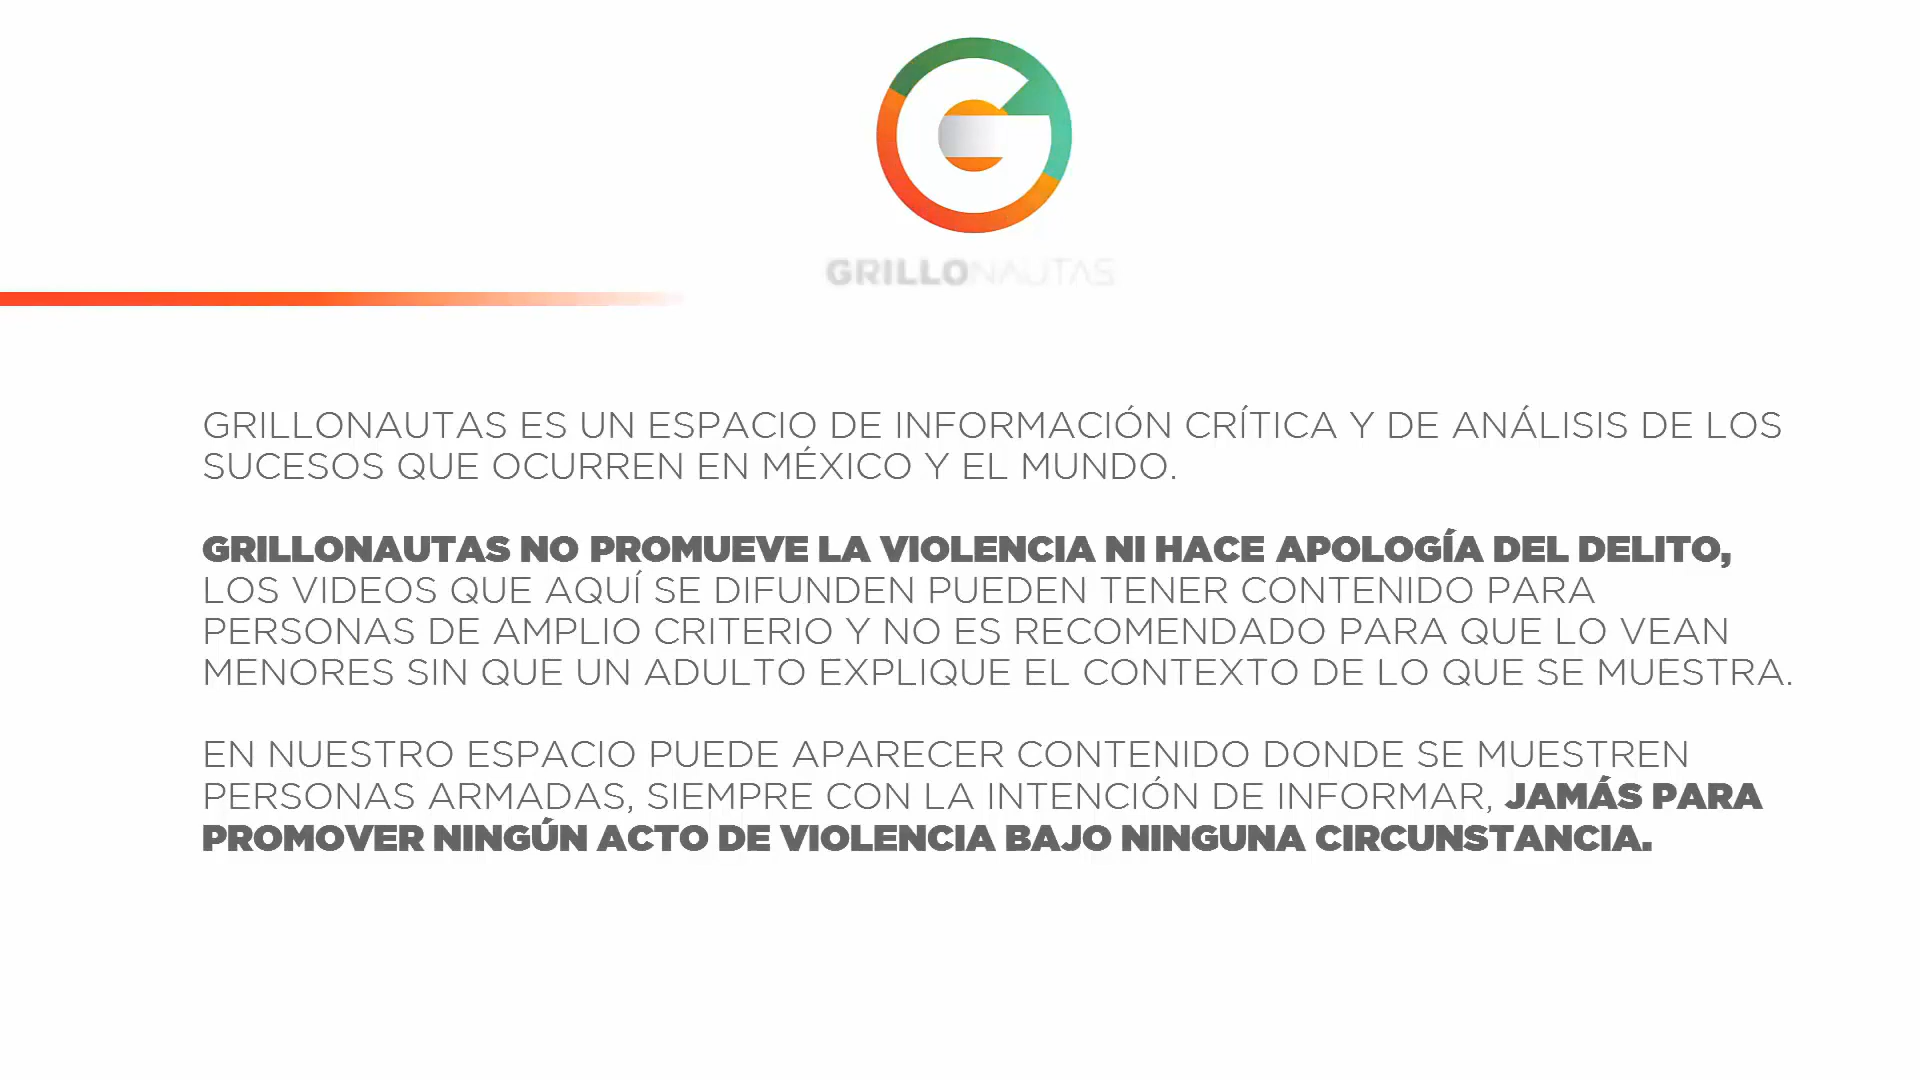 GRILLONAUTAS
GRILLONAUTAS ES UN ESPACIO DE INFORMACIÓN CRÍTICA Y DE ANÁLISIS DE LOS
SUCESOS QUE OCURREN EN MÉXICO Y EL MUNDO.
GRILLONAUTAS NO PROMUEVE LA VIOLENCIA NI HACE APOLOGÍA DEL DELITO,
LOS VIDEOS QUE AQUÍ SE DIFUNDEN PUEDEN TENER CONTENIDO PARA
PERSONAS DE AMPLIO CRITERIO Y NO ES RECOMENDADO PARA QUE LO VEAN
MENORES SIN QUE UN ADULTO EXPLIQUE EL CONTEXTO DE LO QUE SE MUESTRA.
EN NUESTRO ESPACIO PUEDE APARECER CONTENIDO DONDE SE MUESTREN
PERSONAS ARMADAS, SIEMPRE CON LA INTENCIÓN DE INFORMAR, JAMÁS PARA
PROMOVER NINGÚN ACTO DE VIOLENCIA BAJO NINGUNA CIRCUNSTANCIA.